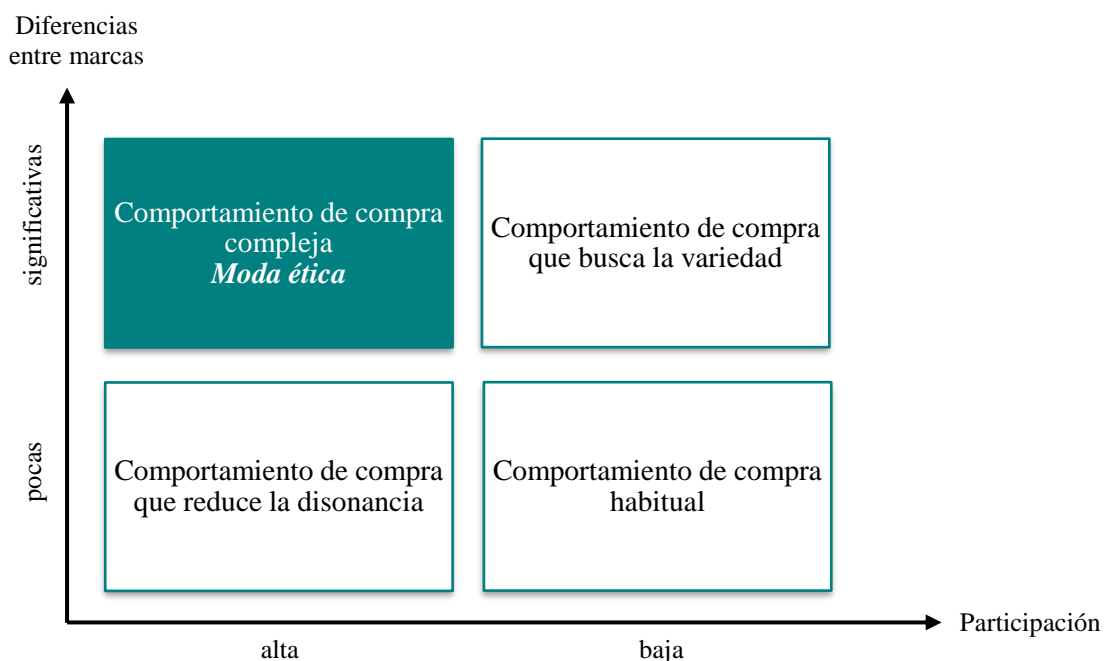 Diferencias
entre marcas
significativas
Comportamiento de compra
compleja
Moda ética
Comportamiento de compra
que busca la variedad
pocas
Comportamiento de compra
que reduce la disonancia
Comportamiento de compra
habitual
Participación
alta
baja